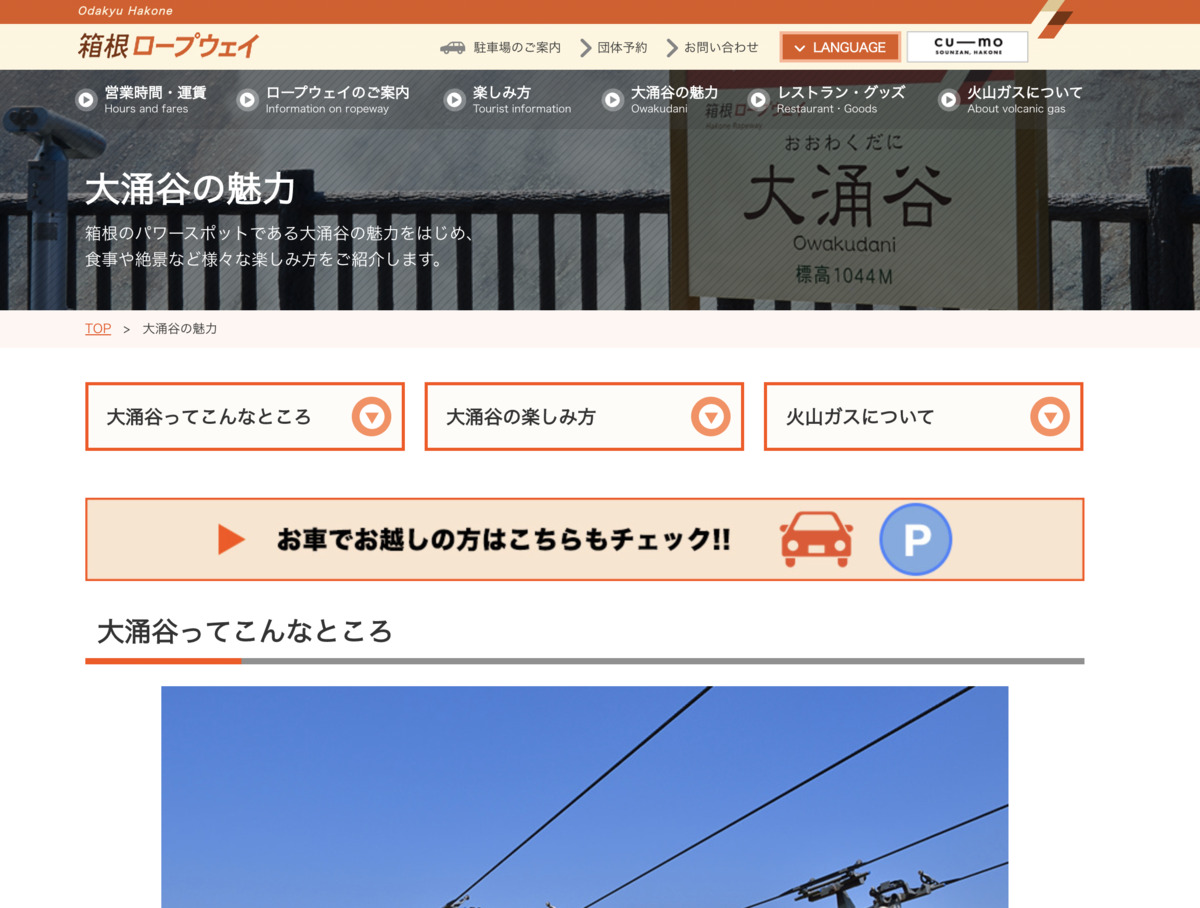 Odakyu Hakone
箱根ロープウェイ
駐車場のご案内
団体予約
お問い合わせ
LANGUAGE
cu—mo
SOUNZAN, HAKONE
営業時間・運賃
Hours and fares
ロープウェイのご案内
Information on ropeway
楽しみ方
Tourist information
大涌谷の魅力
Owakudani
レストラン・グッズ
Restaurant・Goods
火山ガスについて
About volcanic gas
箱根ロープウェイ
Hakone Ropeway
おおわくだに
大涌谷
Owakudani
標高1044M
大涌谷の魅力
箱根のパワースポットである大涌谷の魅力をはじめ、
食事や絶景など様々な楽しみ方をご紹介します。
TOP > 大涌谷の魅力
大涌谷ってこんなところ
大涌谷の楽しみ方
火山ガスについて
お車でお越しの方はこちらもチェック!!
P
大涌谷ってこんなところ